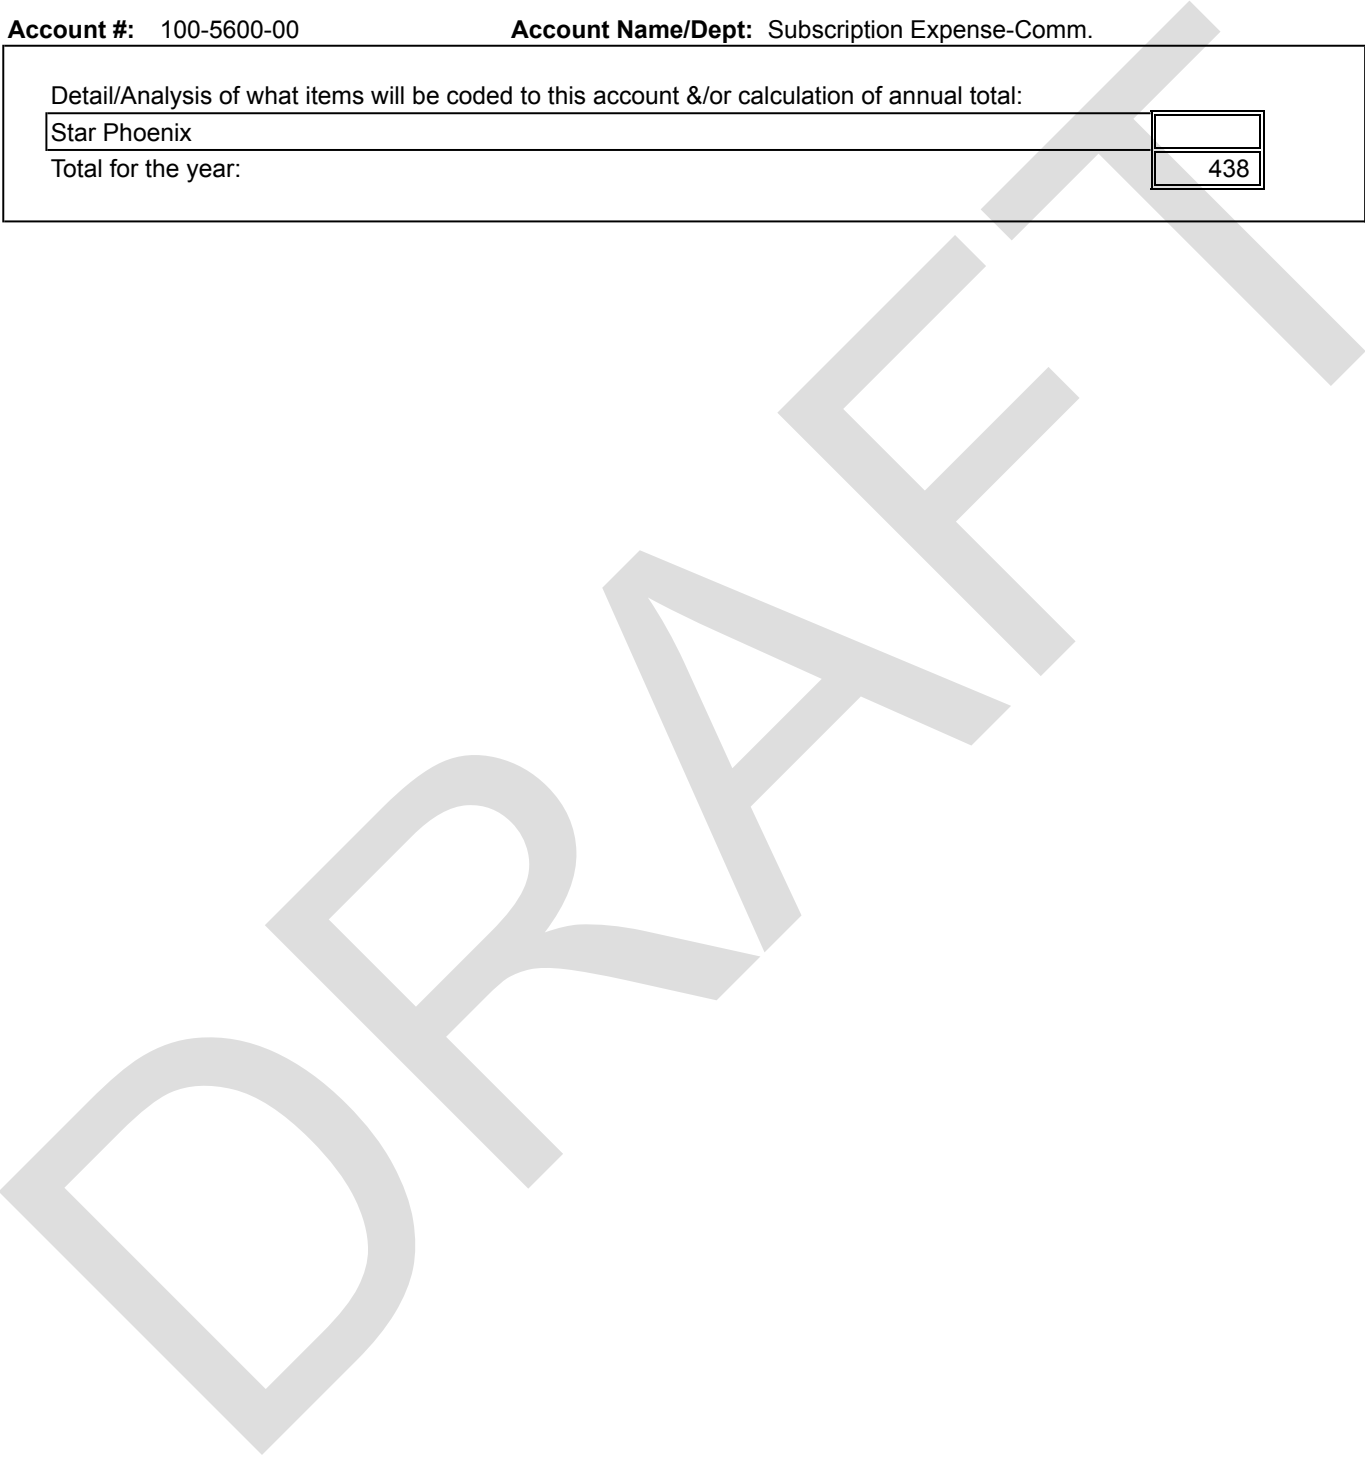 Account #: 100-5600-00 Account Name/Dept: Subscription Expense-Comm.
Detail/Analysis of what items will be coded to this account &/or calculation of annual total:
Star Phoenix
Total for the year: 438
DRAFT